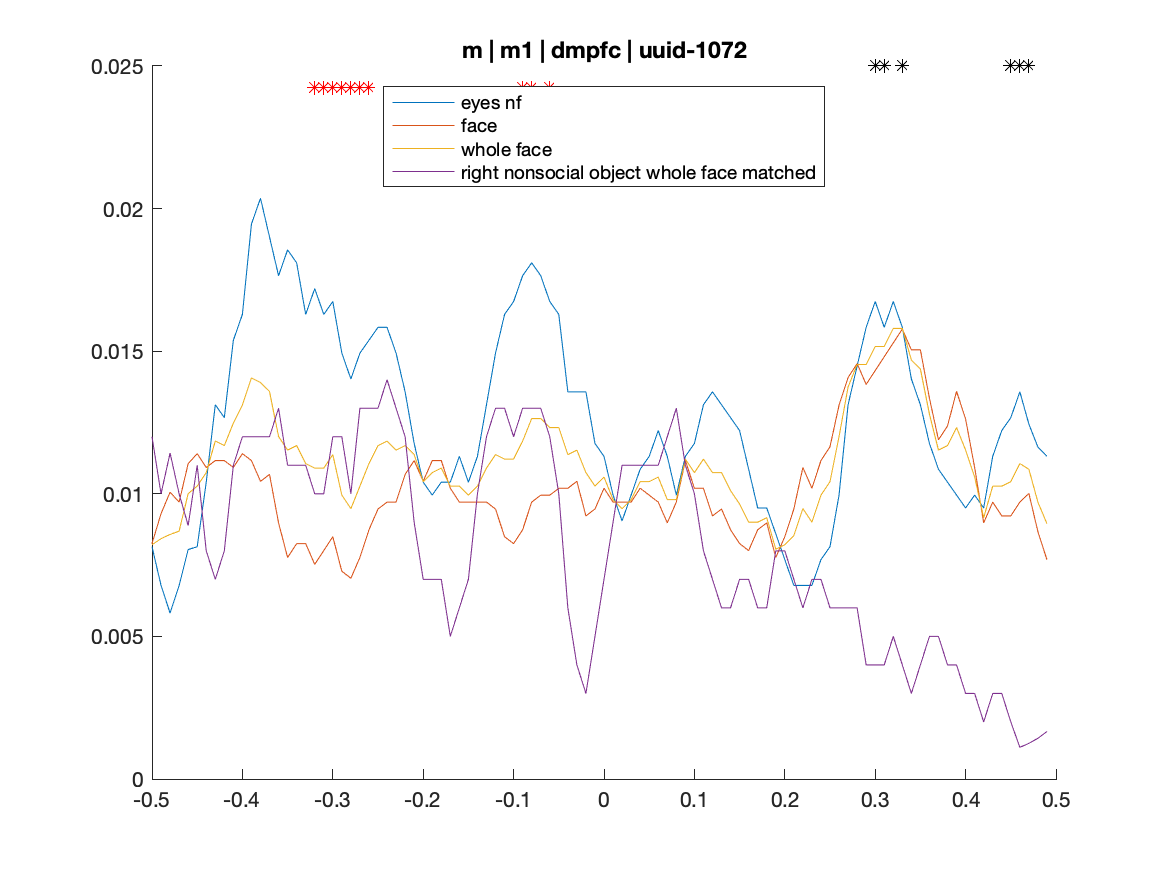 m | m1 | dmpfc | uuid-1072
0.025
eyes nf
face
whole face
right nonsocial object whole face matched
0.02
0.015
0.01
0.005
0
-0.5 -0.4 -0.3 -0.2 -0.1 0 0.1 0.2 0.3 0.4 0.5